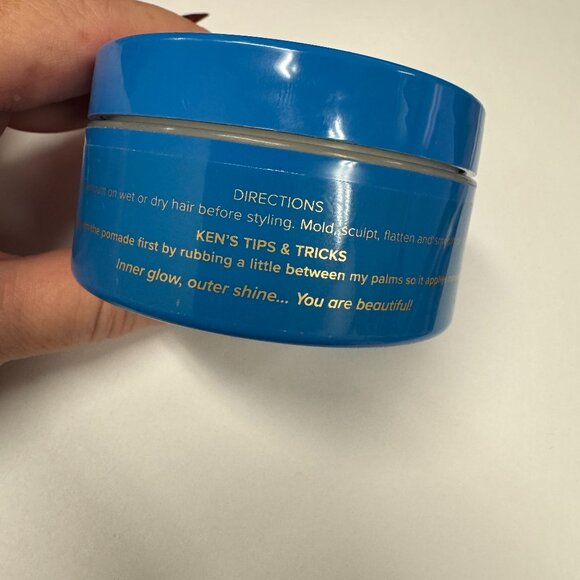 DIRECTIONS
on wet or dry hair before styling. Mold, sculpt, flatten and
KEN'S TIPS & TRICKS
the pomade first by rubbing a little between my palms so it
Inner glow, outer shine... You are beautiful!